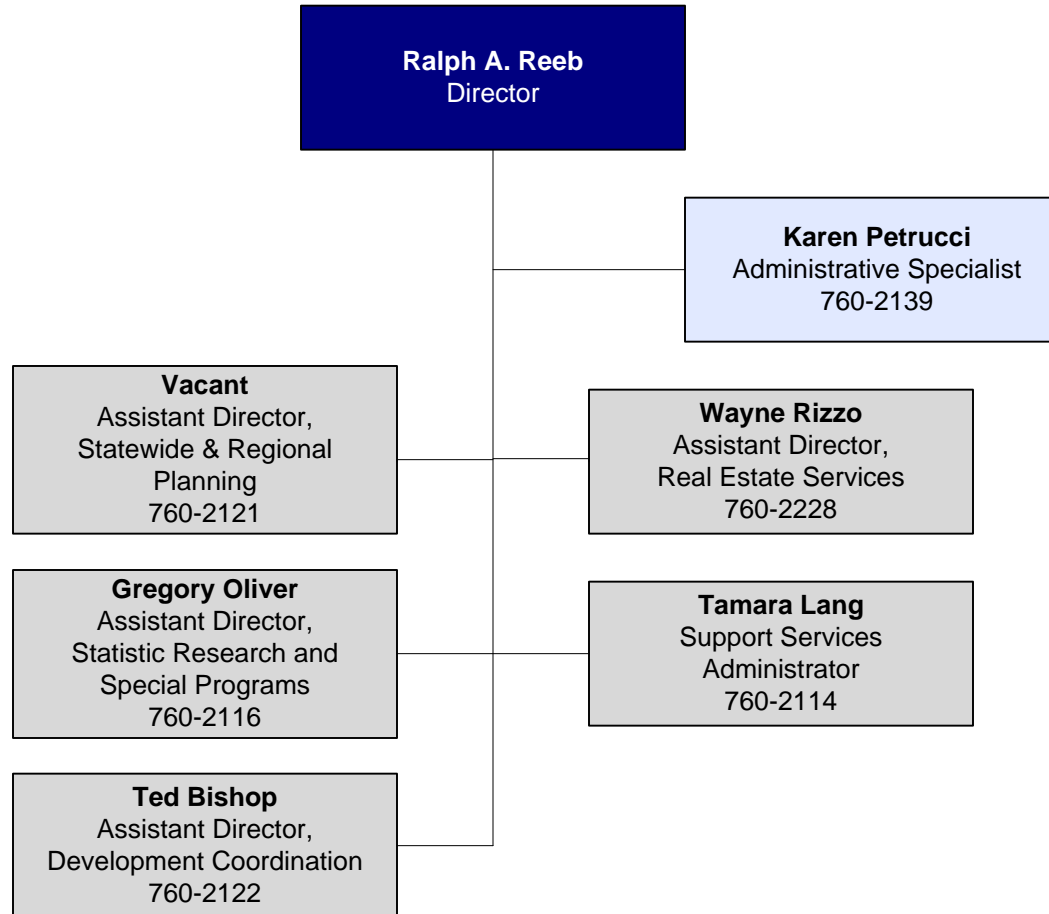 Ralph A. Reeb
Director
Karen Petrucci
Administrative Specialist
760-2139
Vacant
Assistant Director,
Statewide & Regional
Planning
760-2121
Wayne Rizzo
Assistant Director,
Real Estate Services
760-2228
Gregory Oliver
Assistant Director,
Statistic Research and
Special Programs
760-2116
Tamara Lang
Support Services
Administrator
760-2114
Ted Bishop
Assistant Director,
Development Coordination
760-2122